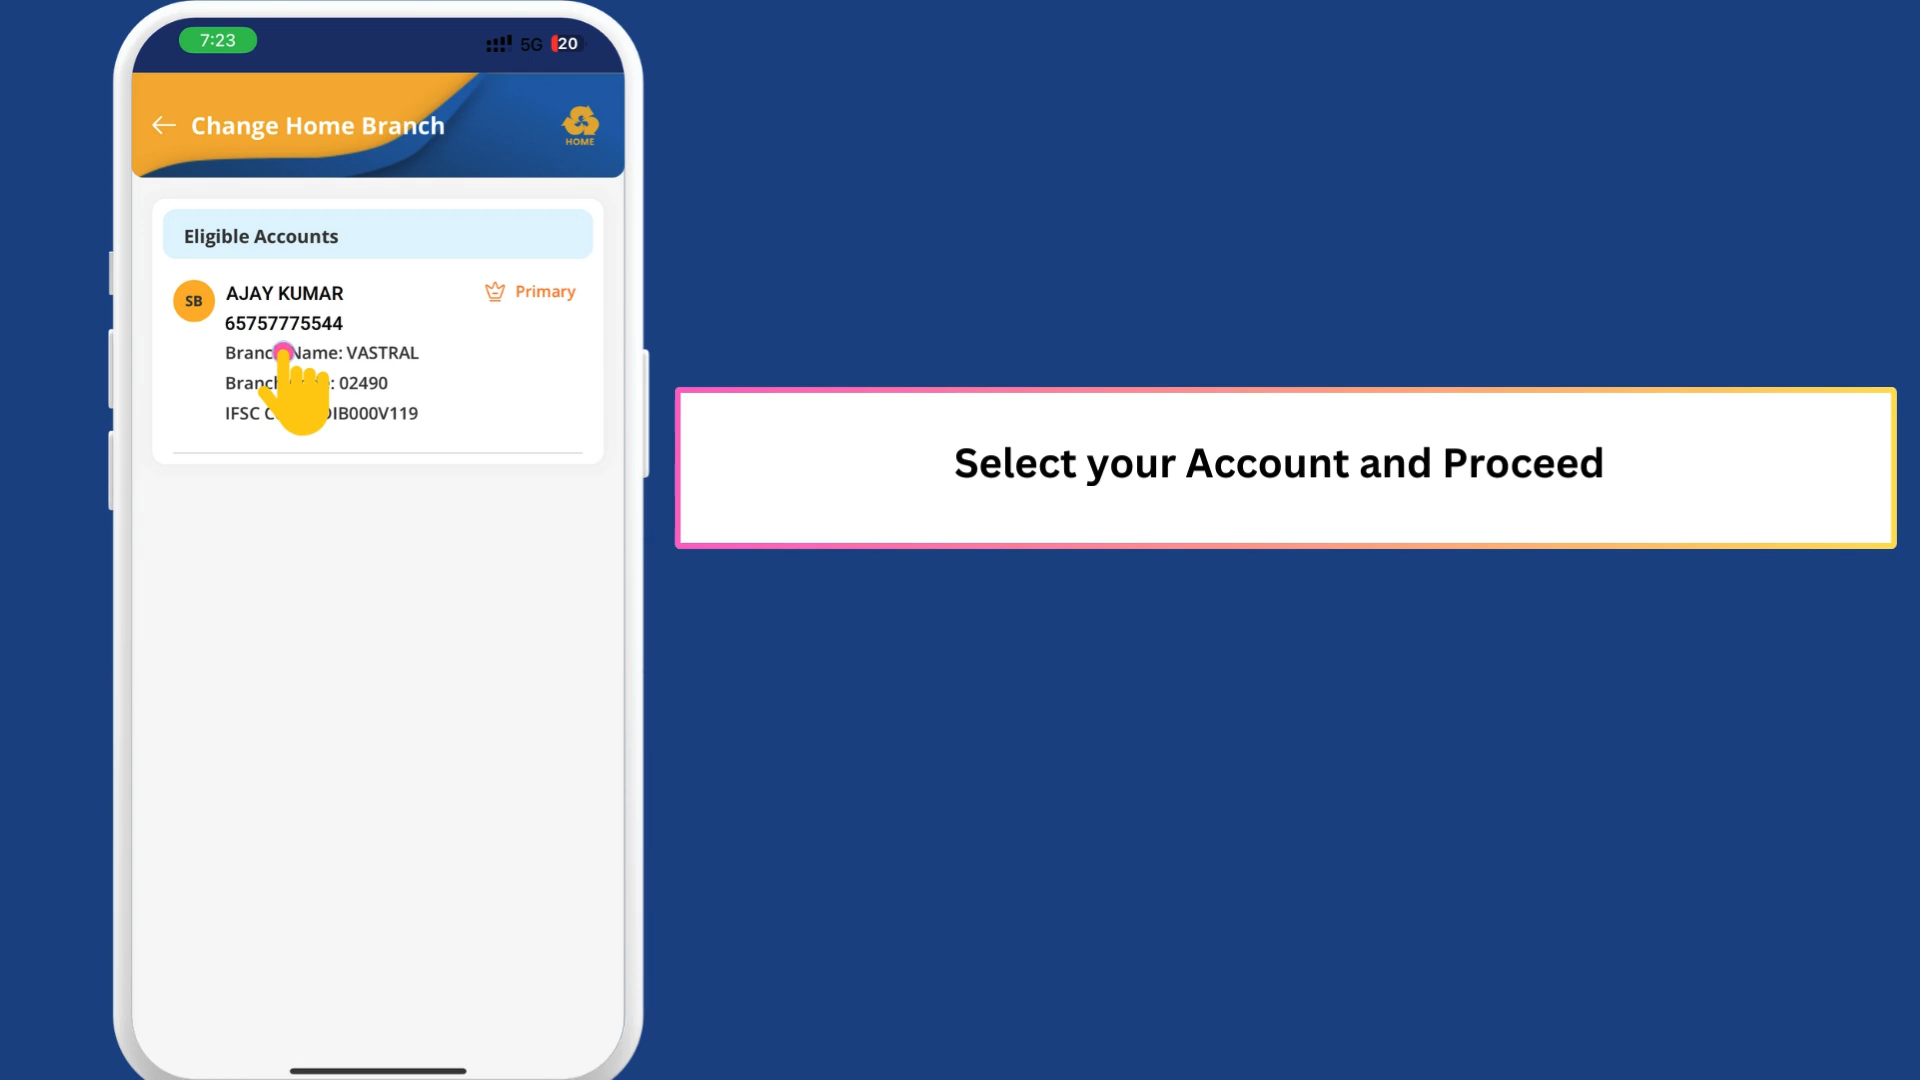 7:23
5G 20
Change Home Branch
HOME
Eligible Accounts
SB
AJAY KUMAR
Primary
65757775544
Name: VASTRAL
: 02490
IFSC
IB000V119
Select your Account and Proceed